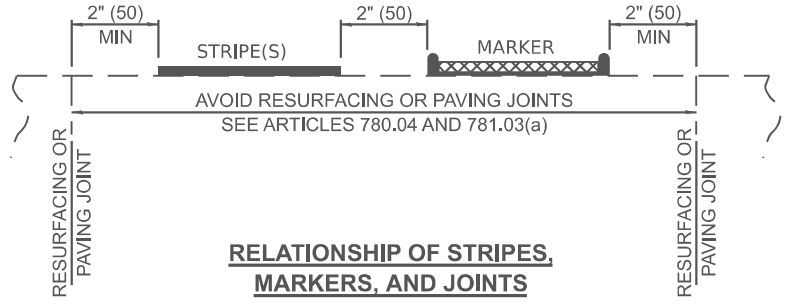 2" (50)
MIN
STRIPE(S)
2" (50)
MARKER
2" (50)
MIN
AVOID RESURFACING OR PAVING JOINTS
SEE ARTICLES 780.04 AND 781.03(a)
RESURFACING OR
PAVING JOINT
RESURFACING OR
PAVING JOINT
RELATIONSHIP OF STRIPES,
MARKERS, AND JOINTS